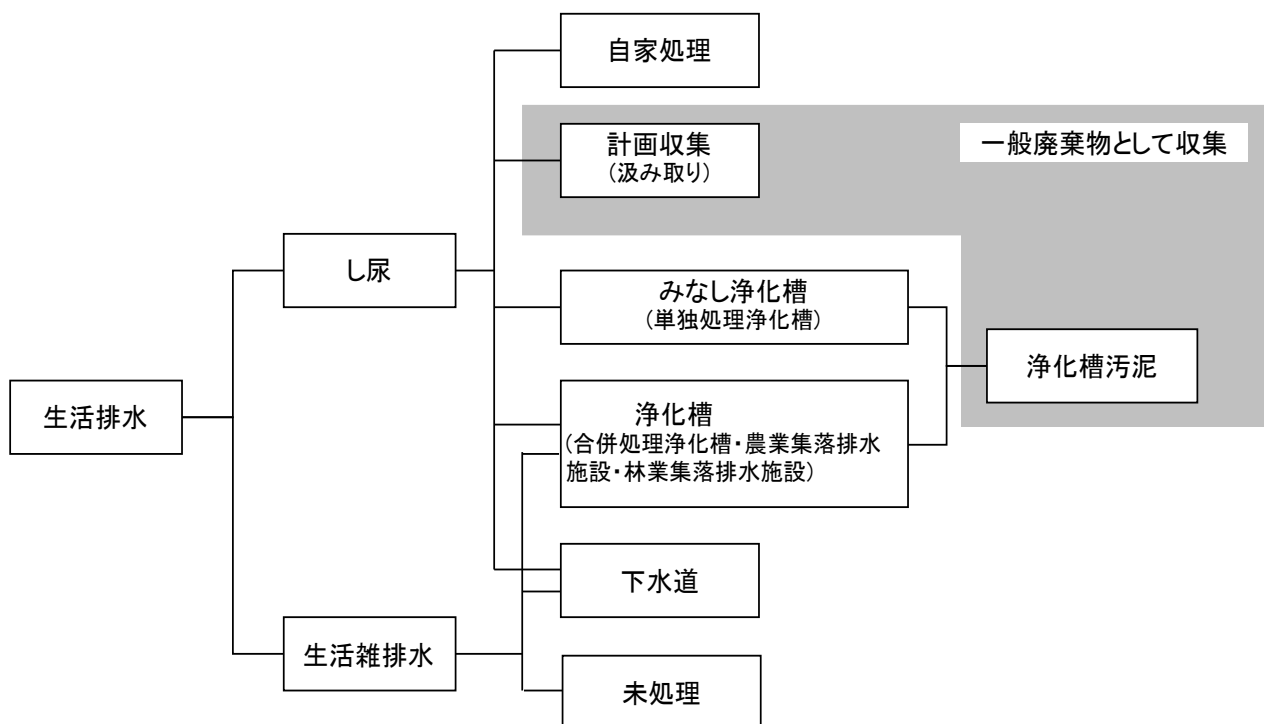 自家処理
計画収集
(汲み取り)
一般廃棄物として収集
し尿
みなし浄化槽
(単独処理浄化槽)
浄化槽汚泥
生活排水
浄化槽
(合併処理浄化槽・農業集落排水
施設・林業集落排水施設)
下水道
生活雑排水
未処理